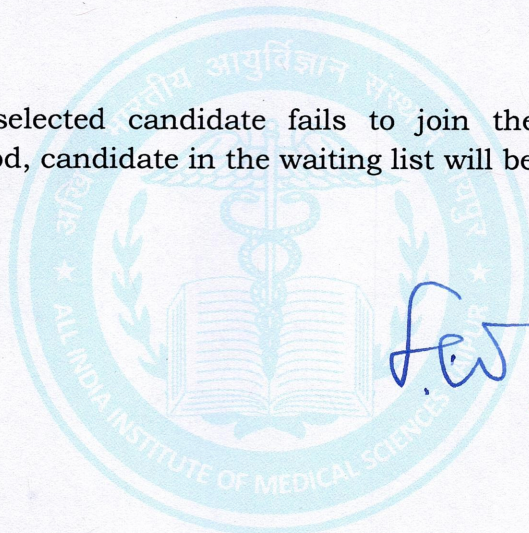 selected candidate fails to join the
od, candidate in the waiting list will be
भारतीय आयुर्विज्ञान
ALL INDIA INSTITUTE OF MEDICAL SCIENCES